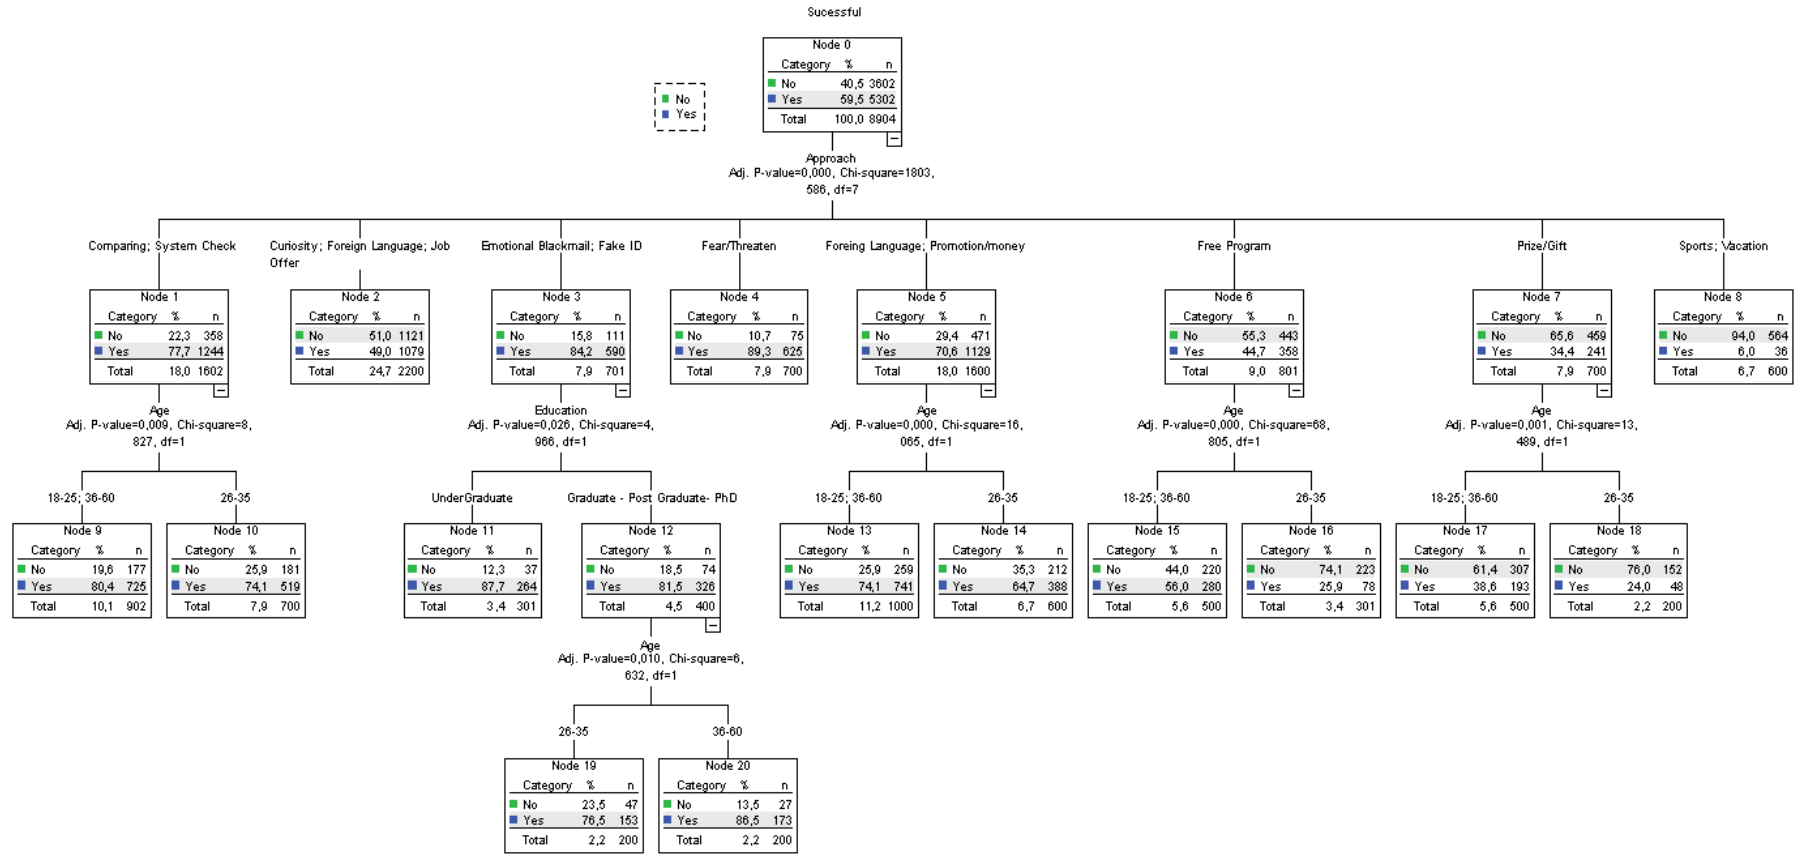 Sucessful
Node 0
Category % n
No 40,5 3602
Yes 59,5 5302
Total 100,0 8904
No
Yes
Approach
Adj. P-value=0,000, Chi-square=1803,
586, df=7
Comparing; System Check
Node 1
Category % n
No 22,3 358
Yes 77,7 1244
Total 18,0 1602
Curiosity; Foreign Language; Job
Offer
Node 2
Category % n
No 51,0 1121
Yes 49,0 1079
Total 24,7 2200
Emotional Blackmail; Fake ID
Node 3
Category % n
No 15,8 111
Yes 84,2 590
Total 7,9 701
Fear/Threaten
Node 4
Category % n
No 10,7 75
Yes 89,3 625
Total 7,9 700
Foreing Language; Promotion/money
Node 5
Category % n
No 29,4 471
Yes 70,6 1129
Total 18,0 1600
Free Program
Node 6
Category % n
No 55,3 443
Yes 44,7 358
Total 9,0 801
Prize/Gift
Node 7
Category % n
No 65,6 459
Yes 34,4 241
Total 7,9 700
Sports; Vacation
Node 8
Category % n
No 94,0 564
Yes 6,0 36
Total 6,7 600
Age
Adj. P-value=0,009, Chi-square=8,
827, df=1
Education
Adj. P-value=0,026, Chi-square=4,
966, df=1
Age
Adj. P-value=0,000, Chi-square=16,
065, df=1
Age
Adj. P-value=0,000, Chi-square=68,
805, df=1
Age
Adj. P-value=0,001, Chi-square=13,
489, df=1
18-25; 36-60
Node 9
Category % n
No 19,6 177
Yes 80,4 725
Total 10,1 902
26-35
Node 10
Category % n
No 25,9 181
Yes 74,1 519
Total 7,9 700
UnderGraduate
Node 11
Category % n
No 12,3 37
Yes 87,7 264
Total 3,4 301
Graduate - Post Graduate- PhD
Node 12
Category % n
No 18,5 74
Yes 81,5 326
Total 4,5 400
18-25; 36-60
Node 13
Category % n
No 25,9 259
Yes 74,1 741
Total 11,2 1000
26-35
Node 14
Category % n
No 35,3 212
Yes 64,7 388
Total 6,7 600
18-25; 36-60
Node 15
Category % n
No 44,0 220
Yes 56,0 280
Total 5,6 500
26-35
Node 16
Category % n
No 74,1 223
Yes 25,9 78
Total 3,4 301
18-25; 36-60
Node 17
Category % n
No 61,4 307
Yes 38,6 193
Total 5,6 500
26-35
Node 18
Category % n
No 76,0 152
Yes 24,0 48
Total 2,2 200
Age
Adj. P-value=0,010, Chi-square=6,
632, df=1
26-35
Node 19
Category % n
No 23,5 47
Yes 76,5 153
Total 2,2 200
36-60
Node 20
Category % n
No 13,5 27
Yes 86,5 173
Total 2,2 200